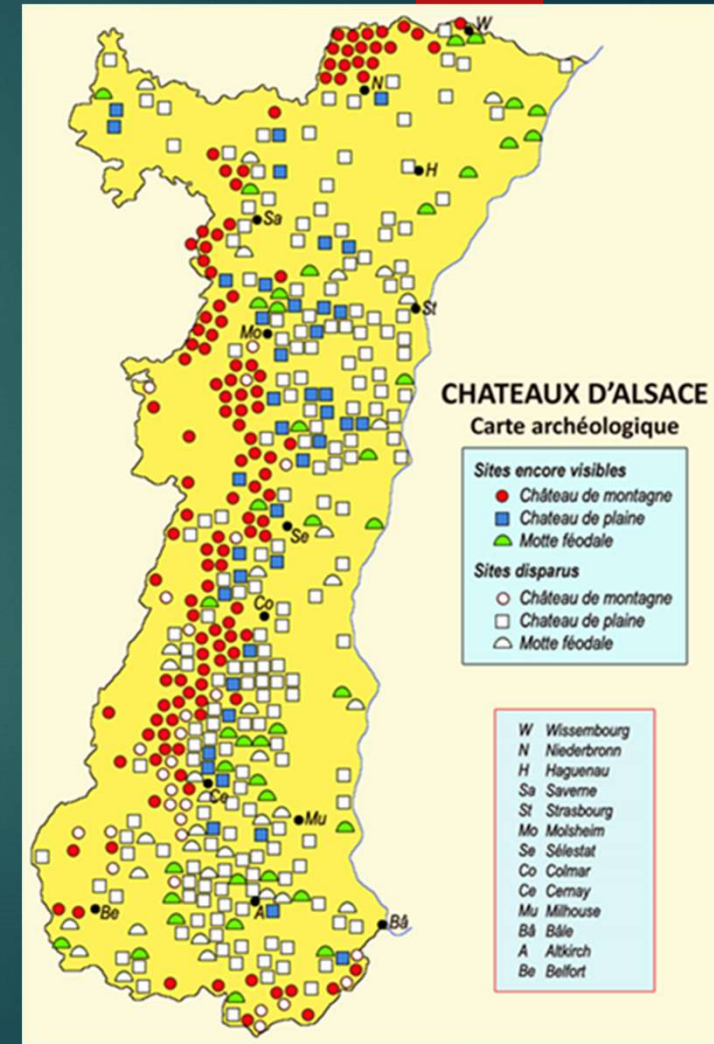 W
N
H
Sa
St
Mo
Se
Co
Ce
Mu
A
Be
Bâ
CHATEAUX D'ALSACE
Carte archéologique
Sites encore visibles
Château de montagne
Chateau de plaine
Motte féodale
Sites disparus
Château de montagne
Chateau de plaine
Motte féodale
W Wissembourg
N Niederbronn
H Haguenau
Sa Saverne
St Strasbourg
Mo Molsheim
Se Sélestat
Co Colmar
Ce Cernay
Mu Milhouse
Bâ Bâle
A Altkirch
Be Belfort